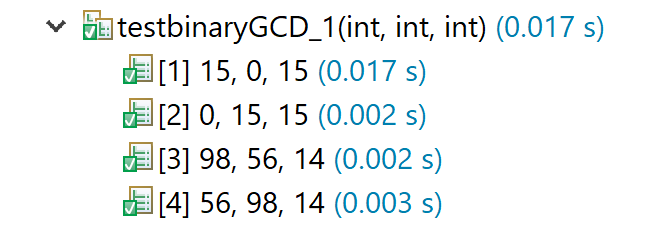 testbinaryGCD_1(int, int, int) (0.017 s)
[1] 15, 0, 15 (0.017 s)
[2] 0, 15, 15 (0.002 s)
[3] 98, 56, 14 (0.002 s)
[4] 56, 98, 14 (0.003 s)